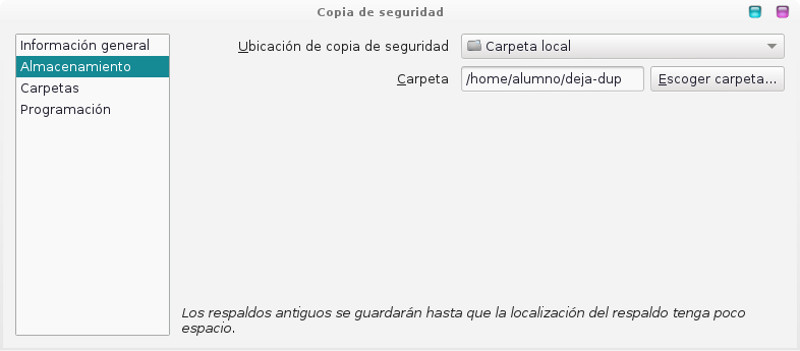 Copia de seguridad
Información general
Almacenamiento
Carpetas
Programación
Ubicación de copia de seguridad
Carpeta local
Carpeta
/home/alumno/deja-dup
Escoger carpeta...
Los respaldos antiguos se guardarán hasta que la localización del respaldo tenga poco
espacio.